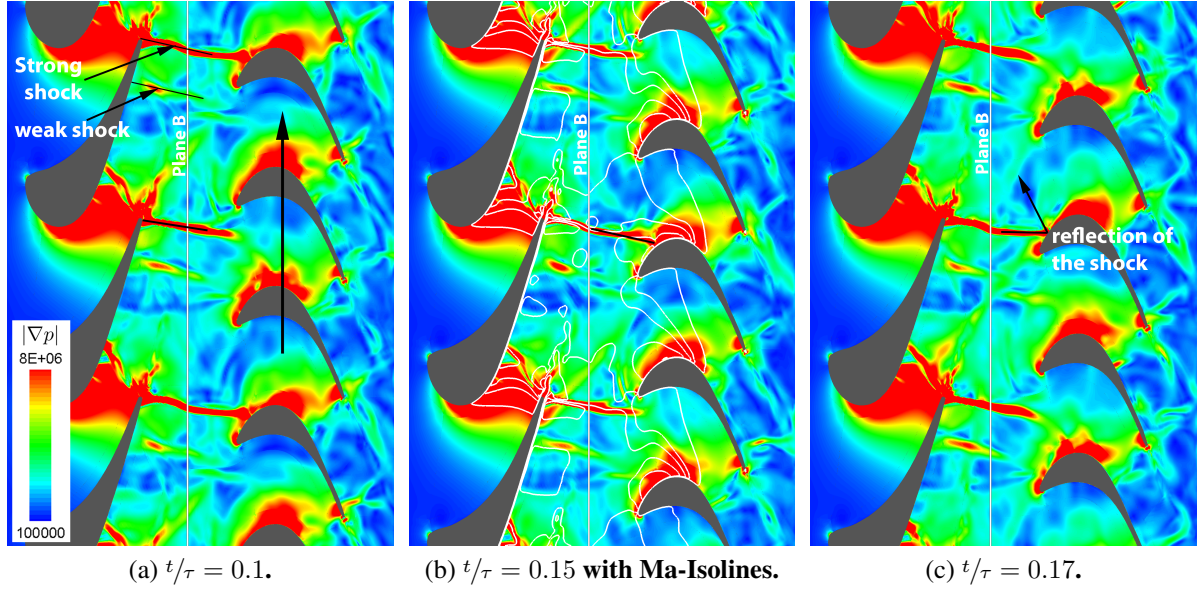 Strong
shock
weak shock
Plane B
|∇p|
8E+06
100000
Plane B
Plane B
reflection of
the shock
(a) t/τ = 0.1.
(b) t/τ = 0.15 with Ma-Isolines.
(c) t/τ = 0.17.